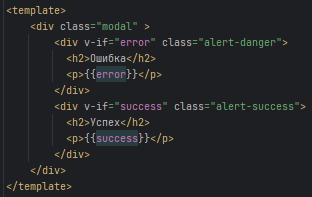 <template>
    <div class="modal" >
        <div v-if="error" class="alert-danger">
          <h2>Ошибка</h2>
          <p>{{error}}</p>
        </div>
        <div v-if="success" class="alert-success">
          <h2>Успех</h2>
          <p>{{success}}</p>
        </div>
    </div>
</template>